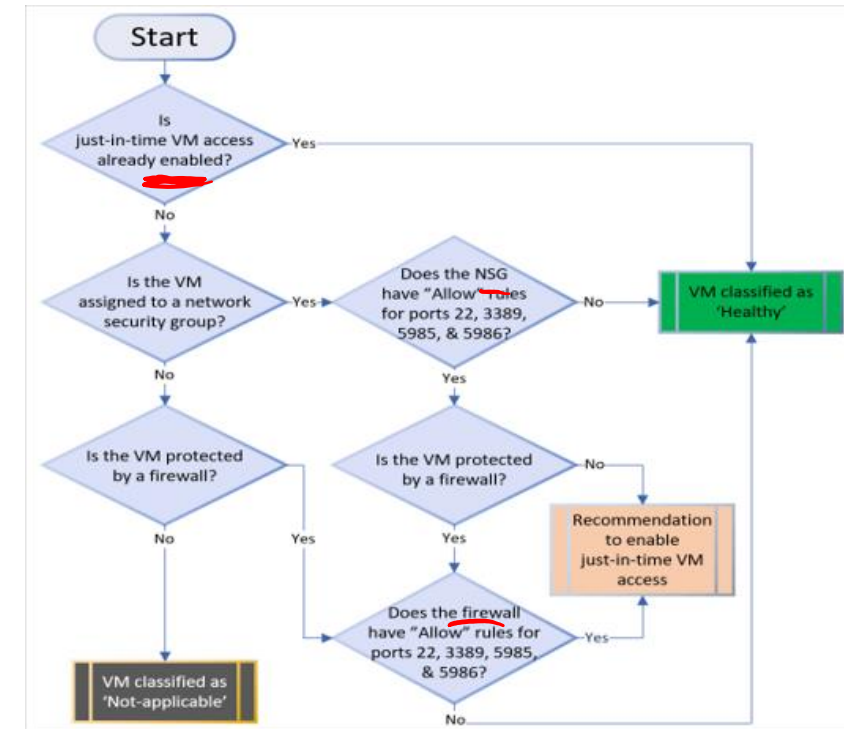 Start
Is
just-in-time VM access
already enabled?
Yes
No
Is the VM
assigned to a network
security group?
Yes
Does the NSG
have "Allow" rules
for ports 22, 3389,
5985, & 5986?
No
VM classified as
‘Healthy’
No
Yes
Is the VM protected
by a firewall?
Is the VM protected
by a firewall?
No
Recommendation
to enable
just-in-time VM
access
No
Yes
Yes
Does the firewall
have "Allow" rules for
ports 22, 3389, 5985,
& 5986?
Yes
VM classified as
‘Not-applicable’
No